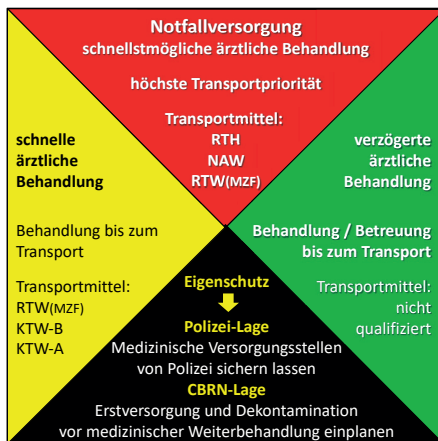 Notfallversorgung
schnellstmögliche ärztliche Behandlung
höchste Transportpriorität
Transportmittel:
RTH
NAW
RTW(MZF)
schnelle
ärztliche
Behandlung
Behandlung bis zum
Transport
Transportmittel:
RTW(MZF)
KTW-B
KTW-A
verzögerte
ärztliche
Behandlung
Behandlung / Betreuung
bis zum Transport
Transportmittel:
nicht
qualifiziert
Eigenschutz
Polizei-Lage
Medizinische Versorgungsstellen
von Polizei sichern lassen
CBRN-Lage
Erstversorgung und Dekontamination
vor medizinischer Weiterbehandlung einplanen